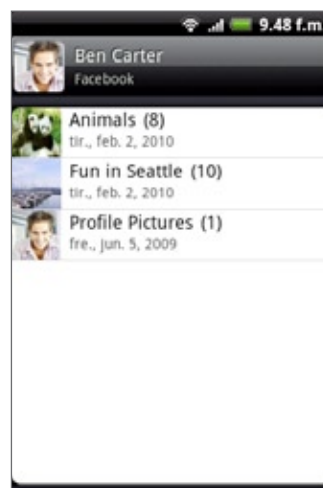 9.48 f.m.
Ben Carter
Facebook
Animals (8)
tir., feb. 2, 2010
Fun in Seattle (10)
tir., feb. 2, 2010
Profile Pictures (1)
fre., jun. 5, 2009